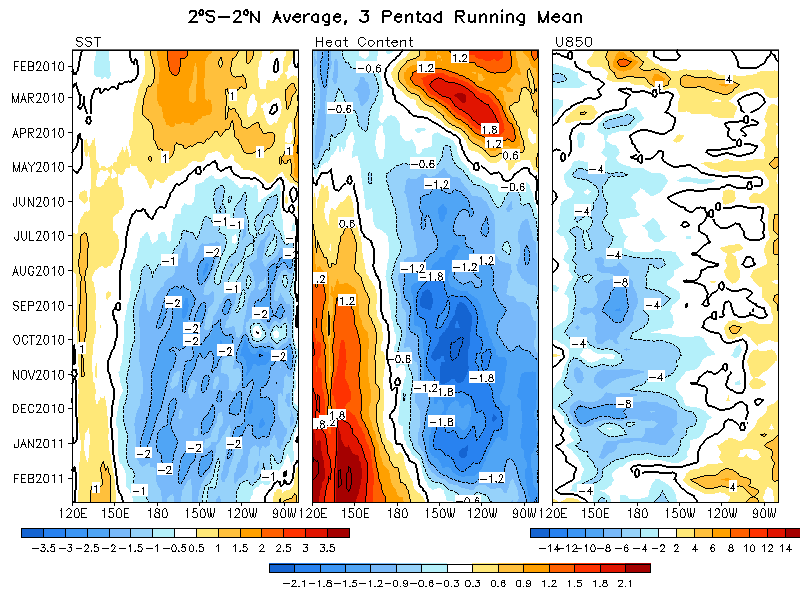 2°S-2°N Average, 3 Pentad Running Mean
SST Heat Content U850
FEB2010
MAR2010
APR2010
MAY2010
JUN2010
JUL2010
AUG2010
SEP2010
OCT2010
NOV2010
DEC2010
JAN2011
FEB2011
120E 150E 180 150W 120W 90W 120E 150E 180 150W 120W 90W 120E 150E 180 150W 120W 90W
-3.5 -3 -2.5 -2 -1.5 -1 -0.5 0.5 1 1.5 2 2.5 3 3.5
-14 -12 -10 -8 -6 -4 -2 2 4 6 8 10 12 14
-2.1 -1.8 -1.5 -1.2 -0.9 -0.6 -0.3 0.3 0.6 0.9 1.2 1.5 1.8 2.1